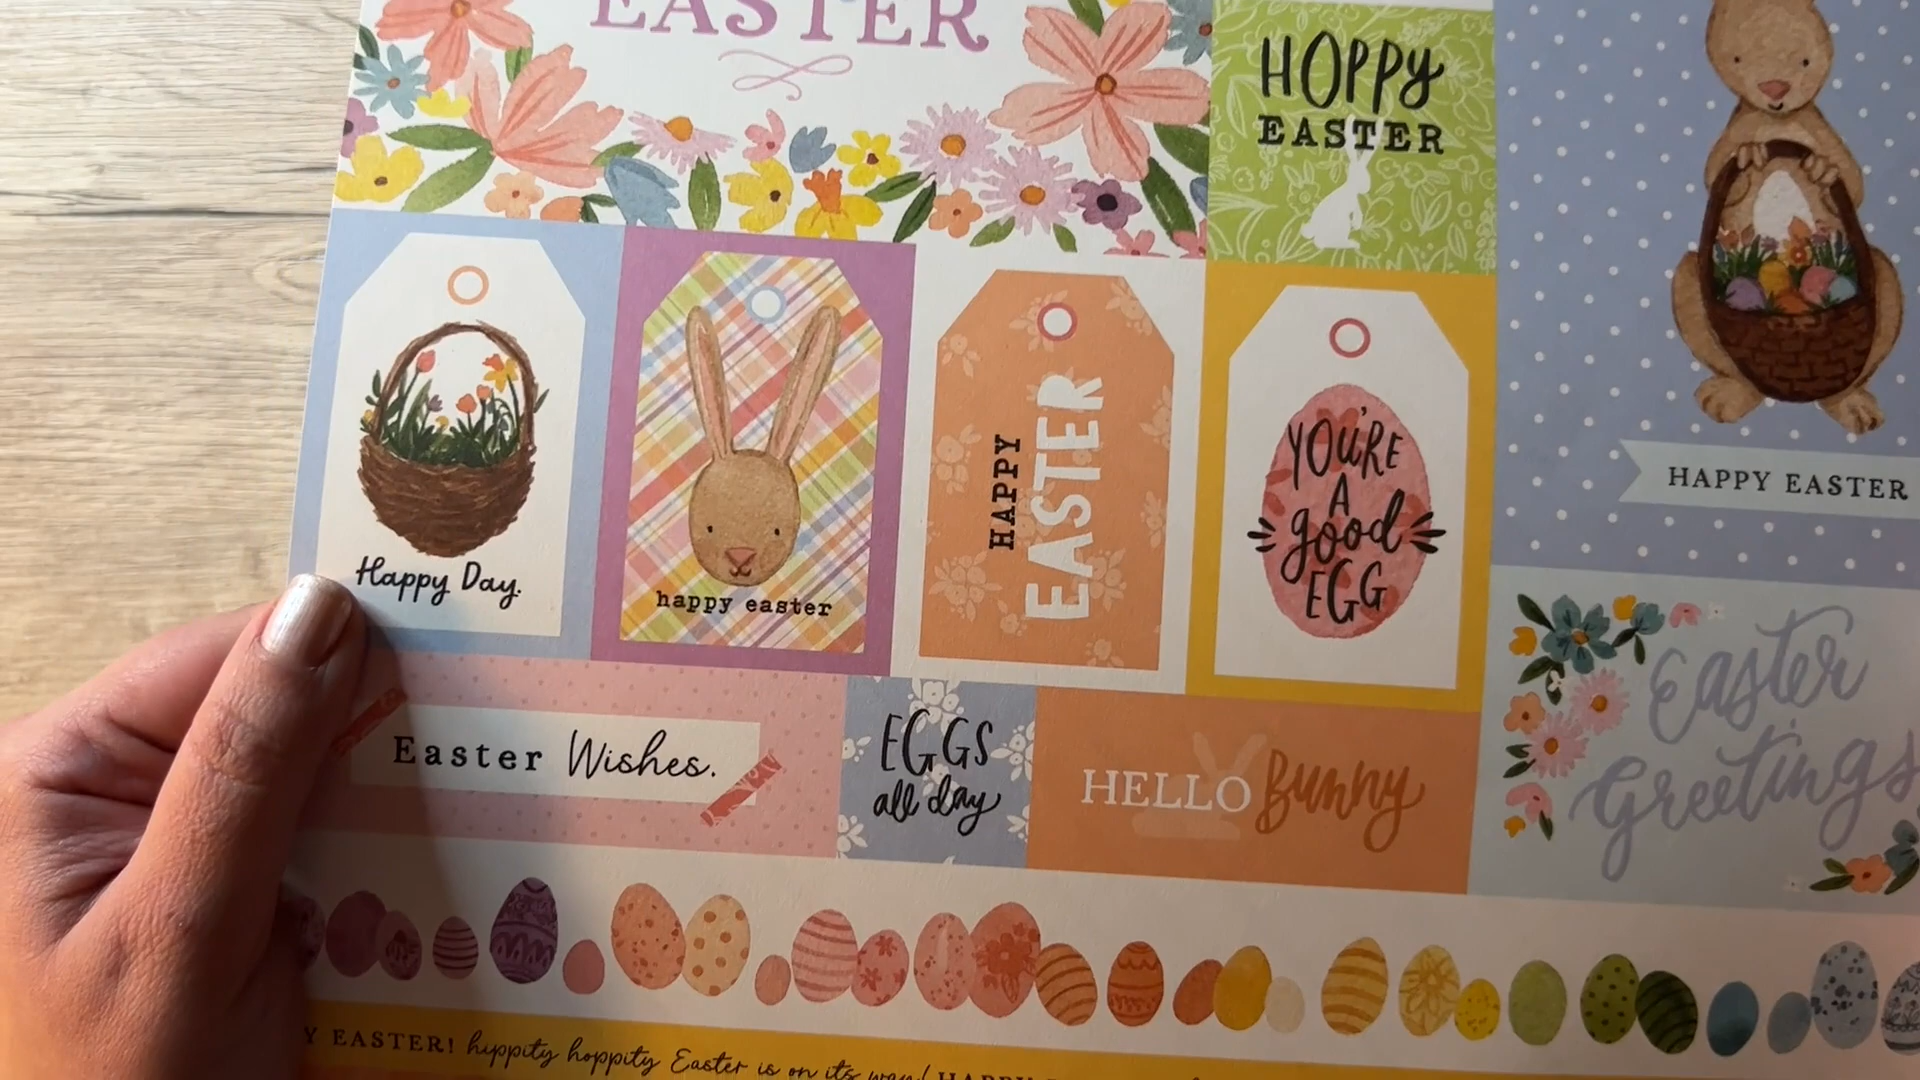 EASTER
HOPPY
EASTER
HAPPY EASTER
Happy Day.
happy easter
HAPPY
EASTER
YOU'RE
A
good
EGG
Easter
Greetings
Easter Wishes.
EGGS
all day
HELLO Bunny
EASTER! hippity hoppity Easter is on its way! HAPPY